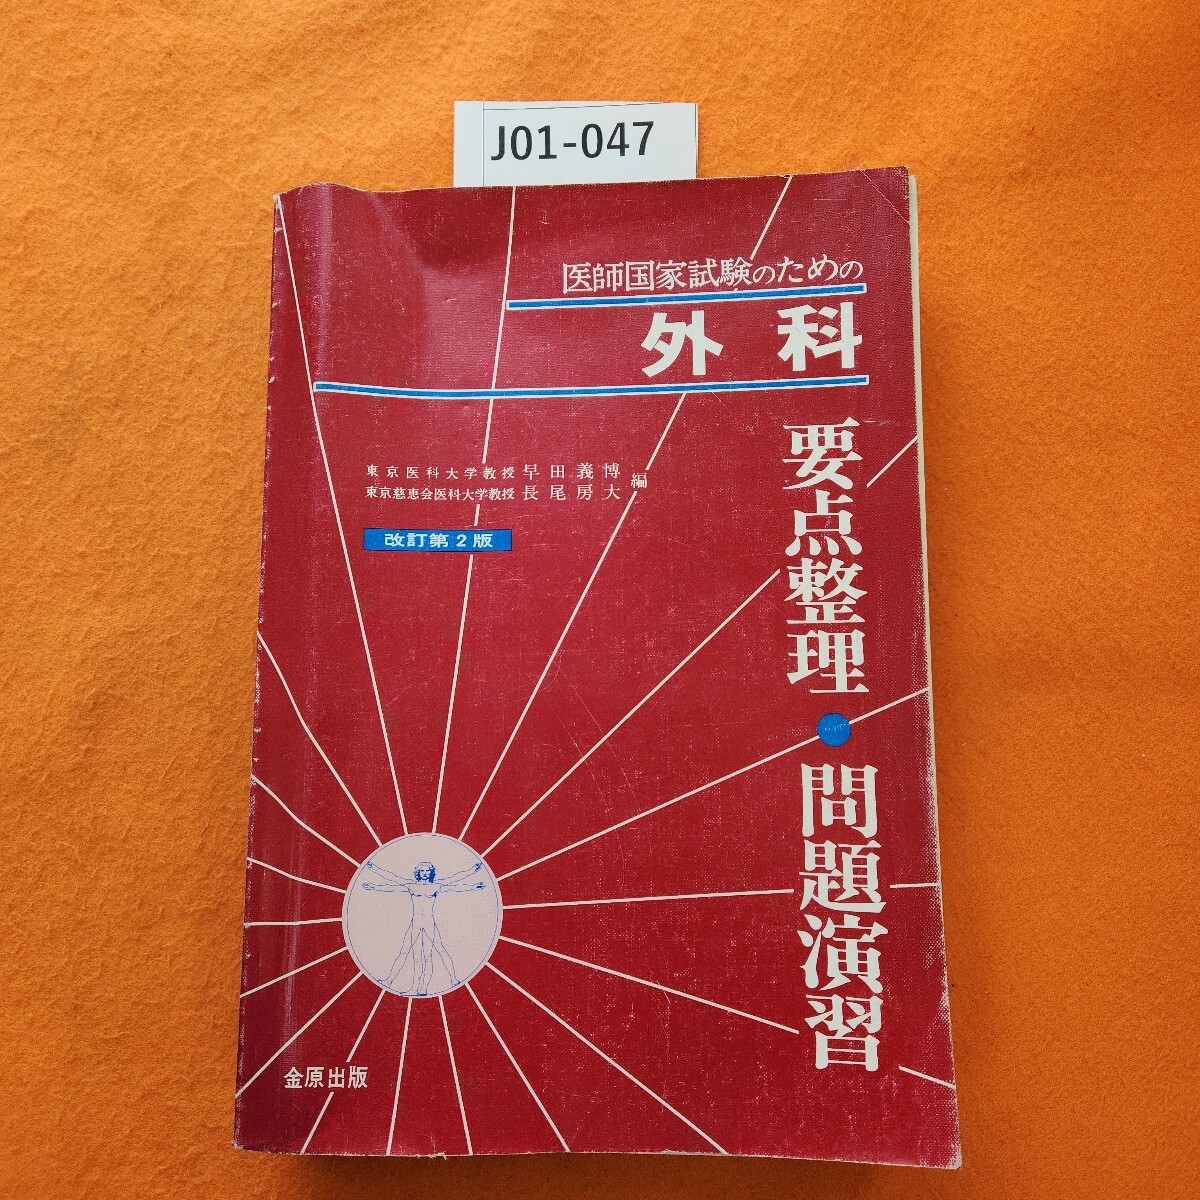 J01-047
医師国家試験のための
外科
要点整理●問題演習
東京医科大学教授 早田義博
東京慈恵会医科大学教授 長尾房大
編
改訂第2版
金原出版